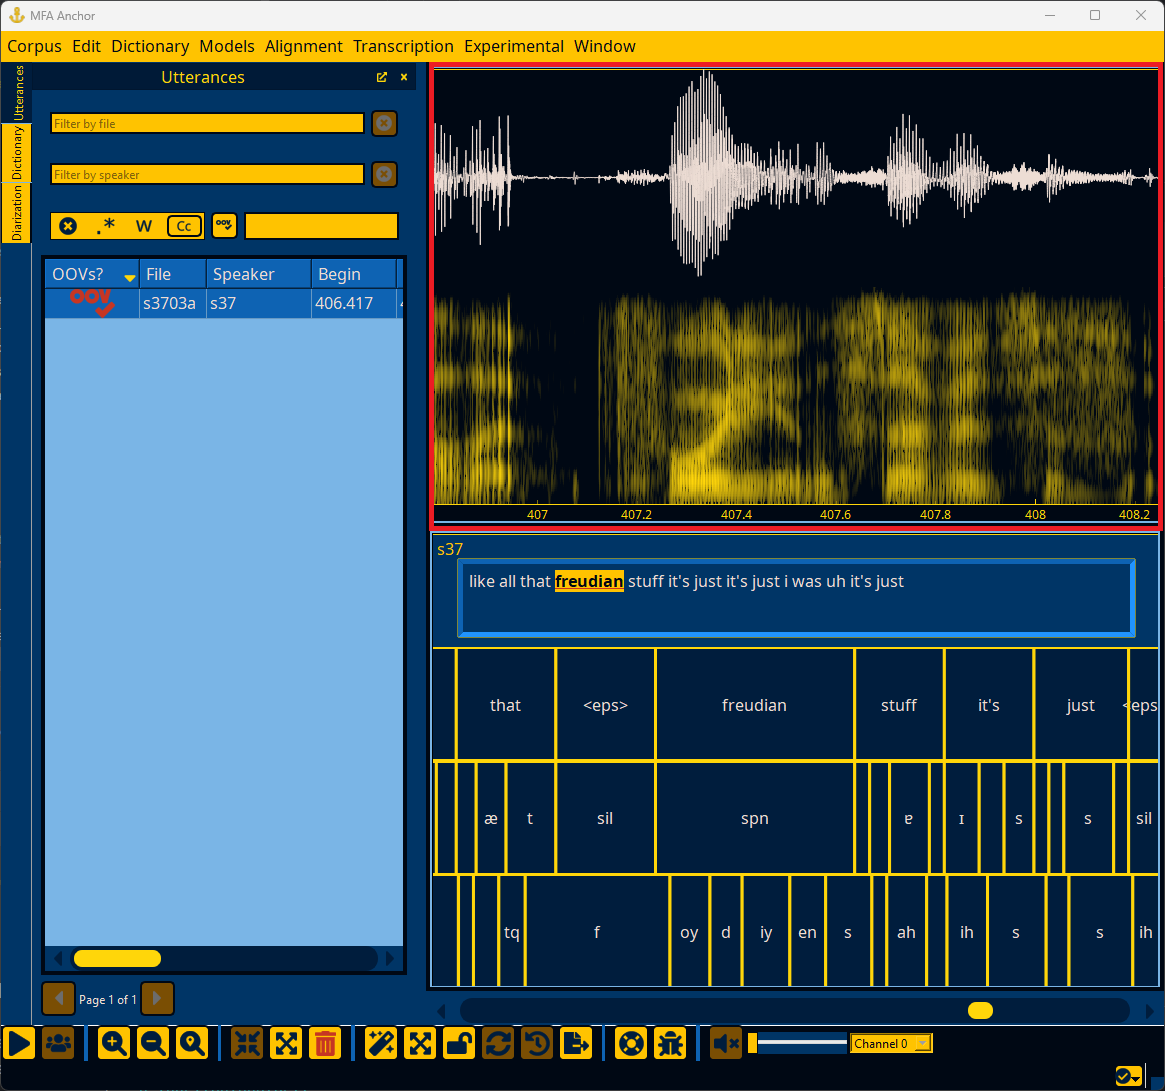 MFA Anchor
Corpus Edit Dictionary Models Alignment Transcription Experimental Window
Utterances
Dictionary
Diarization
Utterances
Filter by file
Filter by speaker
.* W Cc OOV
OOVs? File Speaker Begin
OOV s3703a s37 406.417
Page 1 of 1
407 407.2 407.4 407.6 407.8 408 408.2
s37
like all that freudian stuff it's just it's just i was uh it's just
that <eps> freudian stuff it's just <eps
æ t sil spn ɐ ɪ s s sil
tq f oy d iy en s ah ih s s ih
Channel 0